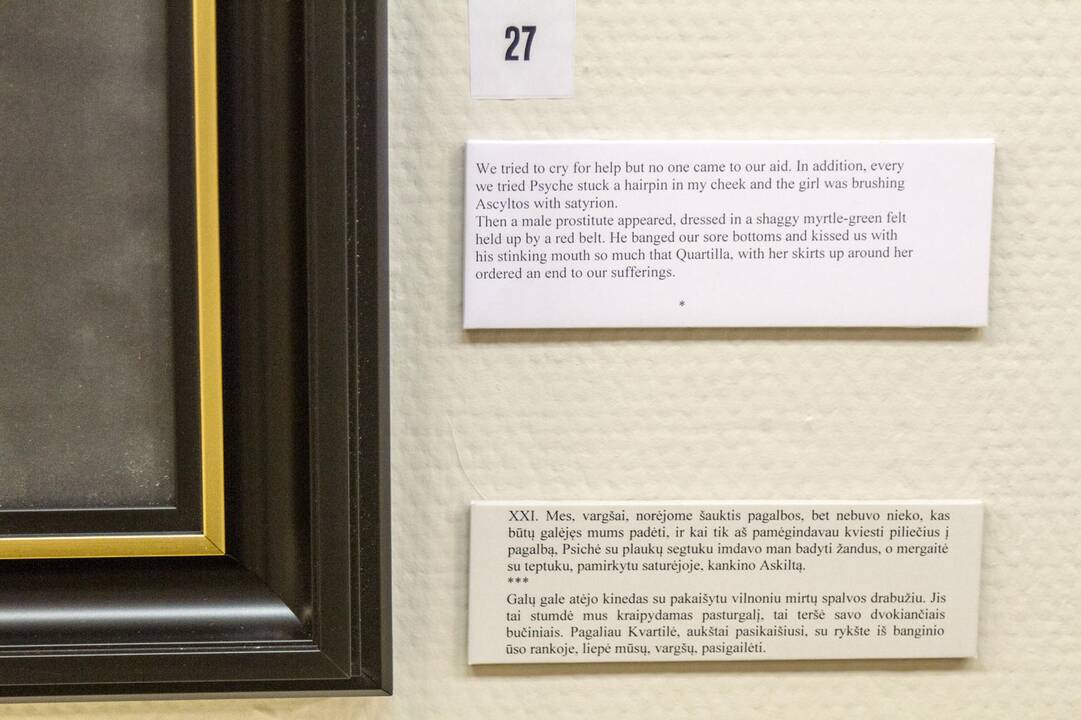 27
We tried to cry for help but no one came to our aid. In addition, every
we tried Psyche stuck a hairpin in my cheek and the girl was brushing
Ascyltos with satyrion.
Then a male prostitute appeared, dressed in a shaggy myrtle-green felt
held up by a red belt. He banged our sore bottoms and kissed us with
his stinking mouth so much that Quartilla, with her skirts up around her
ordered an end to our sufferings.
*
XXI. Mes, vargšai, norėjome šauktis pagalbos, bet nebuvo nieko, kas
būtų galėjęs mums padėti, ir kai tik aš pamėgindavau kviesti piliečius į
pagalbą, Psichė su plaukų segtuku imdavo man badyti žandus, o mergaitė
su teptuku, pamirkytu saturėjoje, kankino Askiltą.
***
Galų gale atėjo kinedas su pakaišytu vilnoniu mirtų spalvos drabužiu. Jis
tai stumdė mus kraipydamas pasturgalį, tai teršė savo dvokiančiais
bučiniais. Pagaliau Kvartilė, aukštai pasikaišiusi, su rykšte iš banginio
ūso rankoje, liepė mūsų, vargšų, pasigailėti.